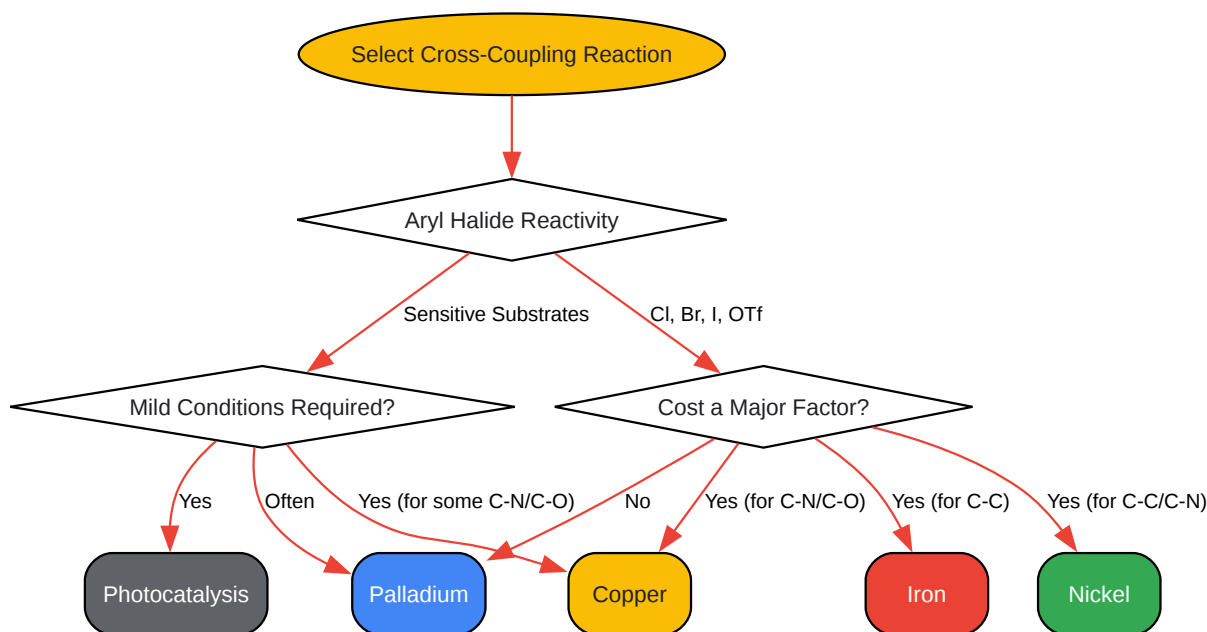 Select Cross-Coupling Reaction
Aryl Halide Reactivity
Sensitive Substrates
Cl, Br, I, OTf
Mild Conditions Required?
Cost a Major Factor?
Yes
Often
Yes (for some C-N/C-O)
No
Yes (for C-N/C-O)
Yes (for C-C)
Yes (for C-C/C-N)
Photocatalysis
Palladium
Copper
Iron
Nickel